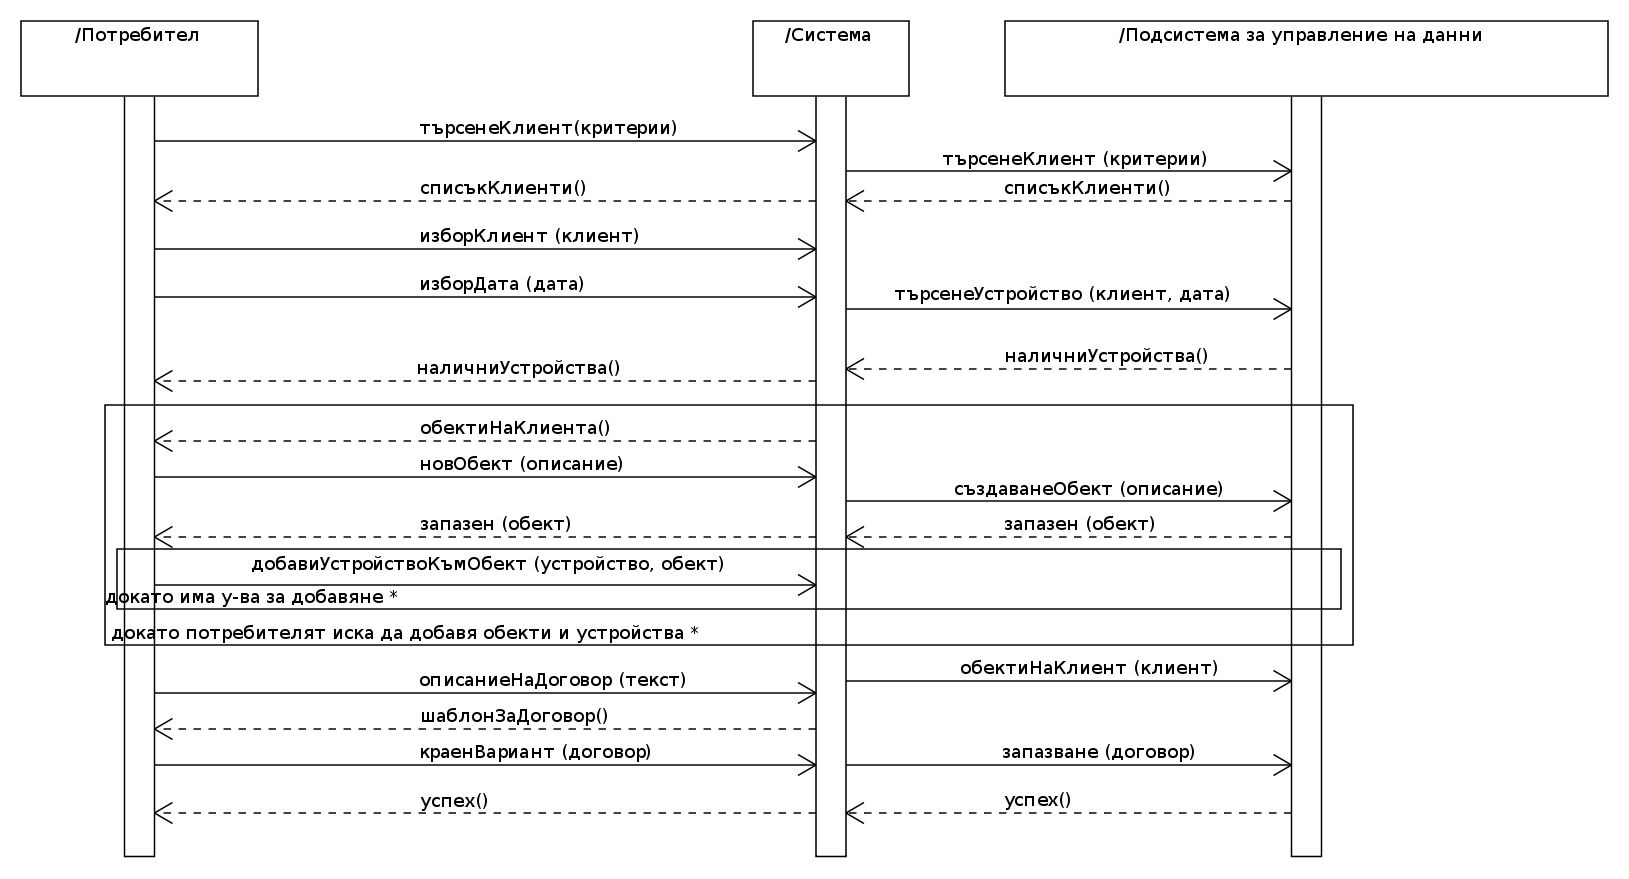 /Потребител
/Система
/Подсистема за управление на данни
търсенеКлиент(критерии)
търсенеКлиент (критерии)
списъкКлиенти()
списъкКлиенти()
изборКлиент (клиент)
изборДата (дата)
търсенеУстройство (клиент, дата)
наличниУстройства()
наличниУстройства()
обектиНаКлиента()
новОбект (описание)
създаванеОбект (описание)
запазен (обект)
запазен (обект)
добавиУстройствоКъмОбект (устройство, обект)
докато има у-ва за добавяне *
докато потребителят иска да добавя обекти и устройства *
обектиНаКлиент (клиент)
описаниеНаДоговор (текст)
шаблонЗаДоговор()
краенВариант (договор)
запазване (договор)
успех()
успех()